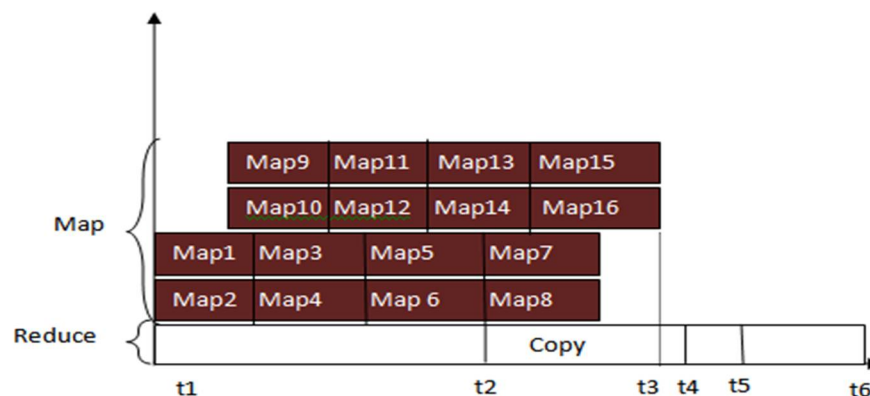 Map9 Map11 Map13 Map15
Map10 Map12 Map14 Map16
Map
Map1 Map3 Map5 Map7
Map2 Map4 Map 6 Map8
Reduce
Copy
t1 t2 t3 t4 t5 t6